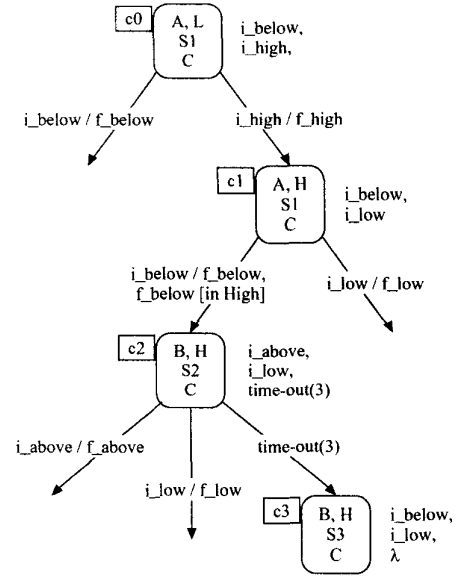 c0
A, L
S1
C
i_below,
i_high,
i_below / f_below
i_high / f_high
c1
A, H
S1
C
i_below,
i_low
i_below / f_below,
f_below [in High]
i_low / f_low
c2
B, H
S2
C
i_above,
i_low,
time-out(3)
i_above / f_above
i_low / f_low
time-out(3)
c3
B, H
S3
C
i_below,
i_low,
λ